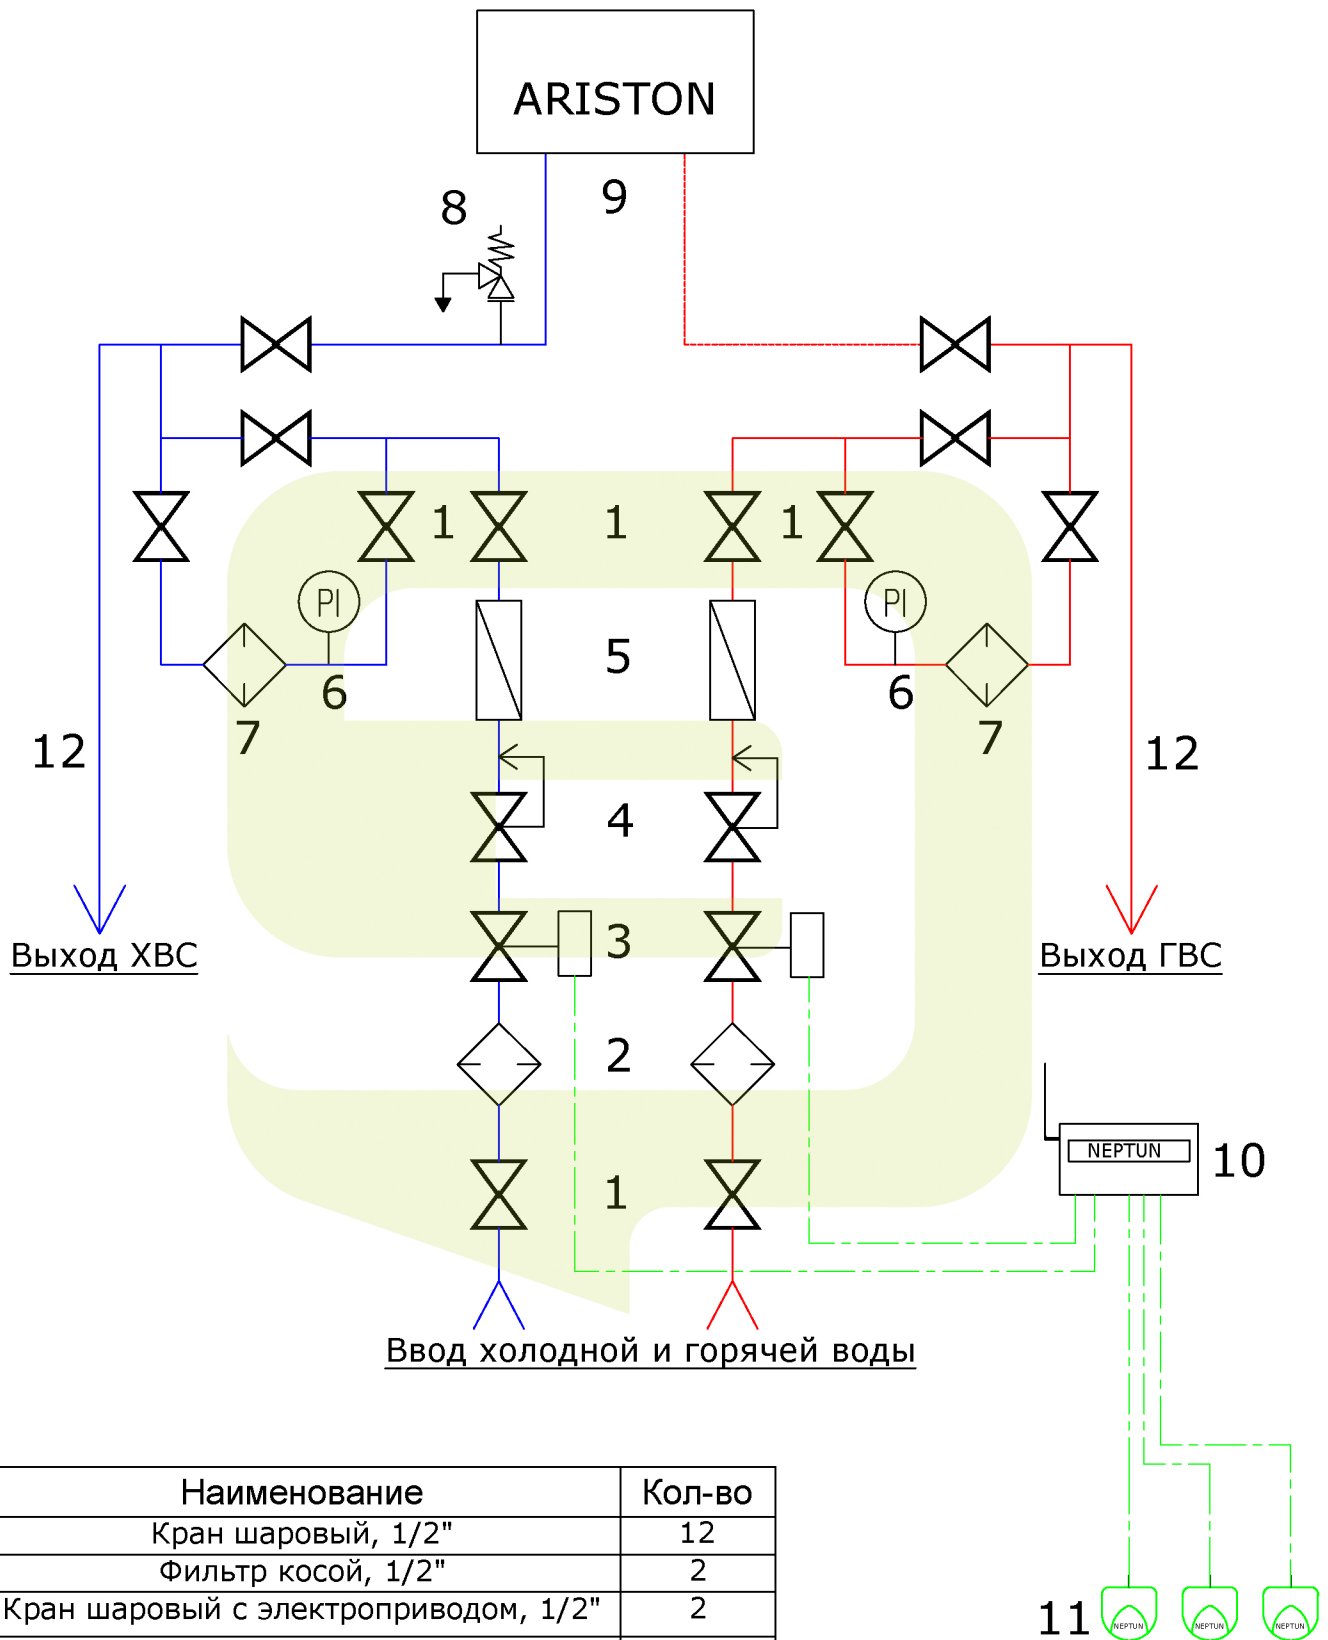 ARISTON
8
9
1
1
1
PI
PI
5
6
6
7
7
12
12
4
3
Выход ХВС
Выход ГВС
2
NEPTUN
10
1
Ввод холодной и горячей воды
Наименование
Кол-во
Кран шаровый, 1/2"
12
Фильтр косой, 1/2"
2
Кран шаровый с электроприводом, 1/2"
2
11
NEPTUN
NEPTUN
NEPTUN